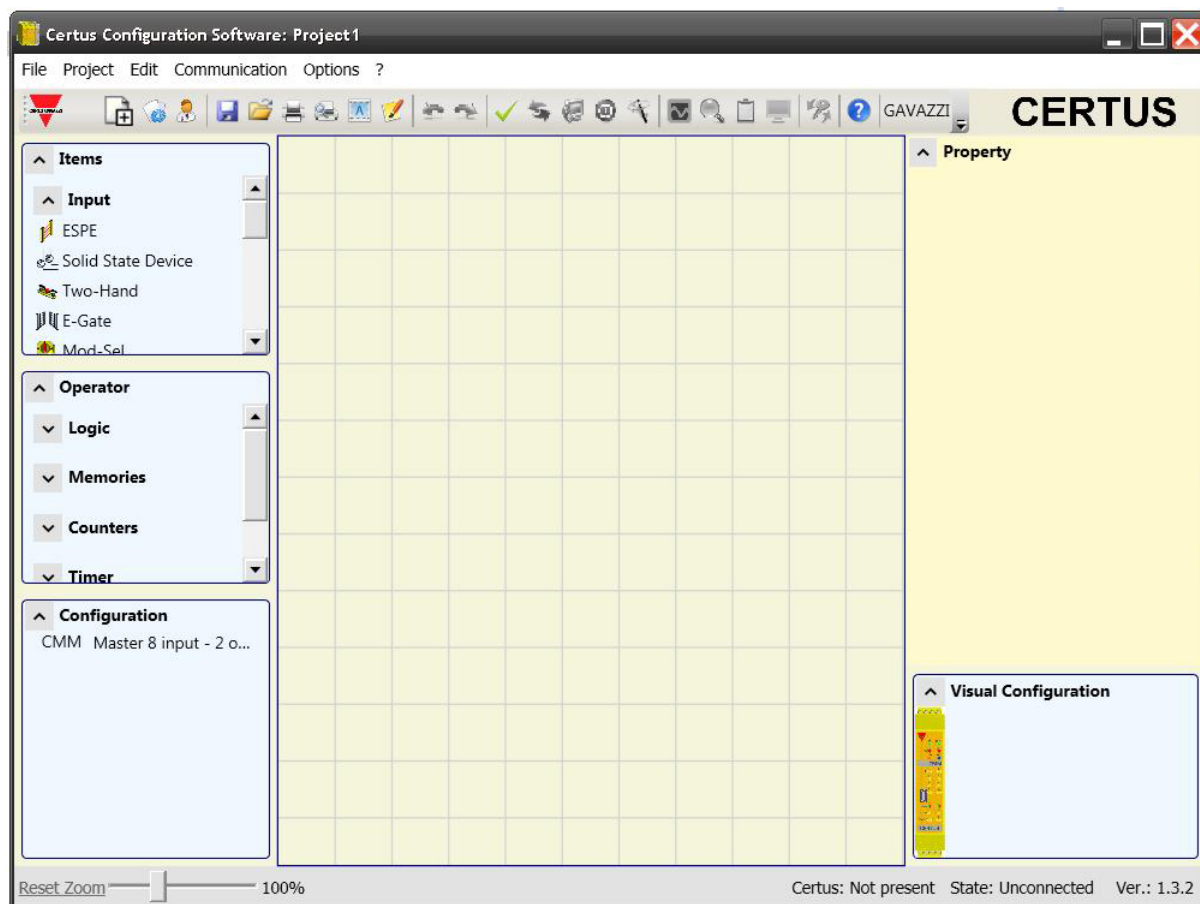 Certus Configuration Software: Project1
File Project Edit Communication Options ?
GAVAZZI
CERTUS
Items
Input
ESPE
Solid State Device
Two-Hand
E-Gate
Mod-Sel
Operator
Logic
Memories
Counters
Timer
Configuration
CMM Master 8 input - 2 o...
Property
Visual Configuration
Reset Zoom 100% Certus: Not present State: Unconnected Ver.: 1.3.2